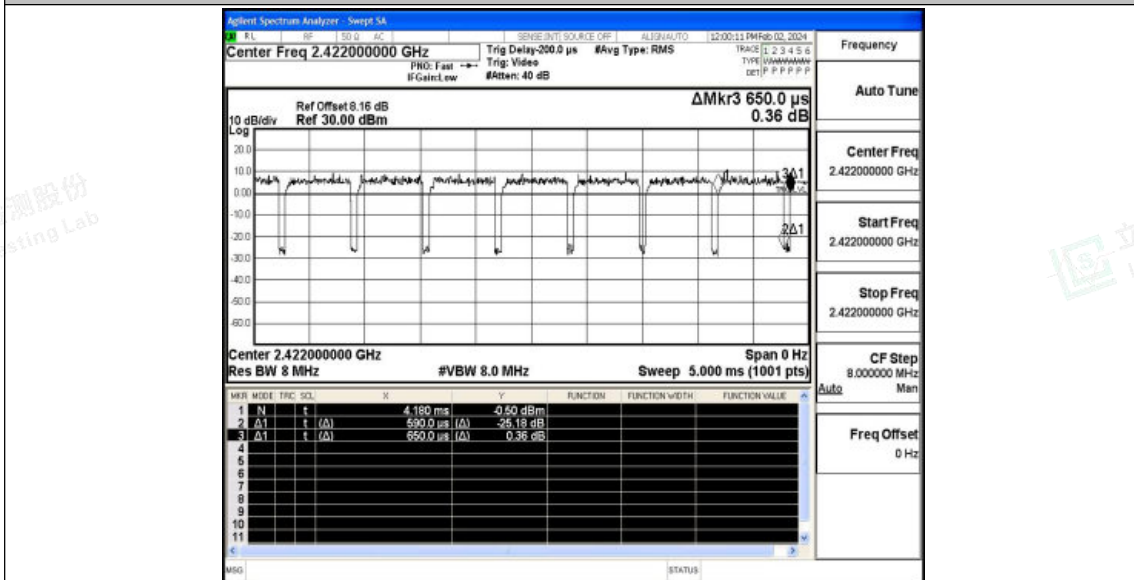 Agilent Spectrum Analyzer - Swept SA
RL RF 50 Ω AC SENSE:INT SOURCE OFF ALIGNAUTO 12:00:11 PM Feb 02, 2024
Center Freq 2.422000000 GHz
PNO: Fast
IFGain:Low
Trig Delay-200.0 µs #Avg Type: RMS
Trig: Video
#Atten: 40 dB
TRACE 1 2 3 4 5 6
TYPE
DET P P P P P P
Frequency
Auto Tune
ΔMkr3 650.0 µs
0.36 dB
Ref Offset 8.16 dB
10 dB/div Ref 30.00 dBm
Log
20.0
10.0
0.00
-10.0
-20.0
-30.0
-40.0
-50.0
-60.0
3Δ1
2Δ1
Center Freq
2.422000000 GHz
Start Freq
2.422000000 GHz
Stop Freq
2.422000000 GHz
Center 2.422000000 GHz Span 0 Hz
Res BW 8 MHz #VBW 8.0 MHz Sweep 5.000 ms (1001 pts)
CF Step
8.000000 MHz
Auto Man
MKR MODE TRC SCL X Y FUNCTION FUNCTION WIDTH FUNCTION VALUE
1 N t 4.180 ms -0.50 dBm
2 Δ1 t (Δ) 590.0 µs (Δ) -25.18 dB
3 Δ1 t (Δ) 650.0 µs (Δ) 0.36 dB
4
5
6
7
8
9
10
11
Freq Offset
0 Hz
MSG STATUS
测股份
sting Lab
立